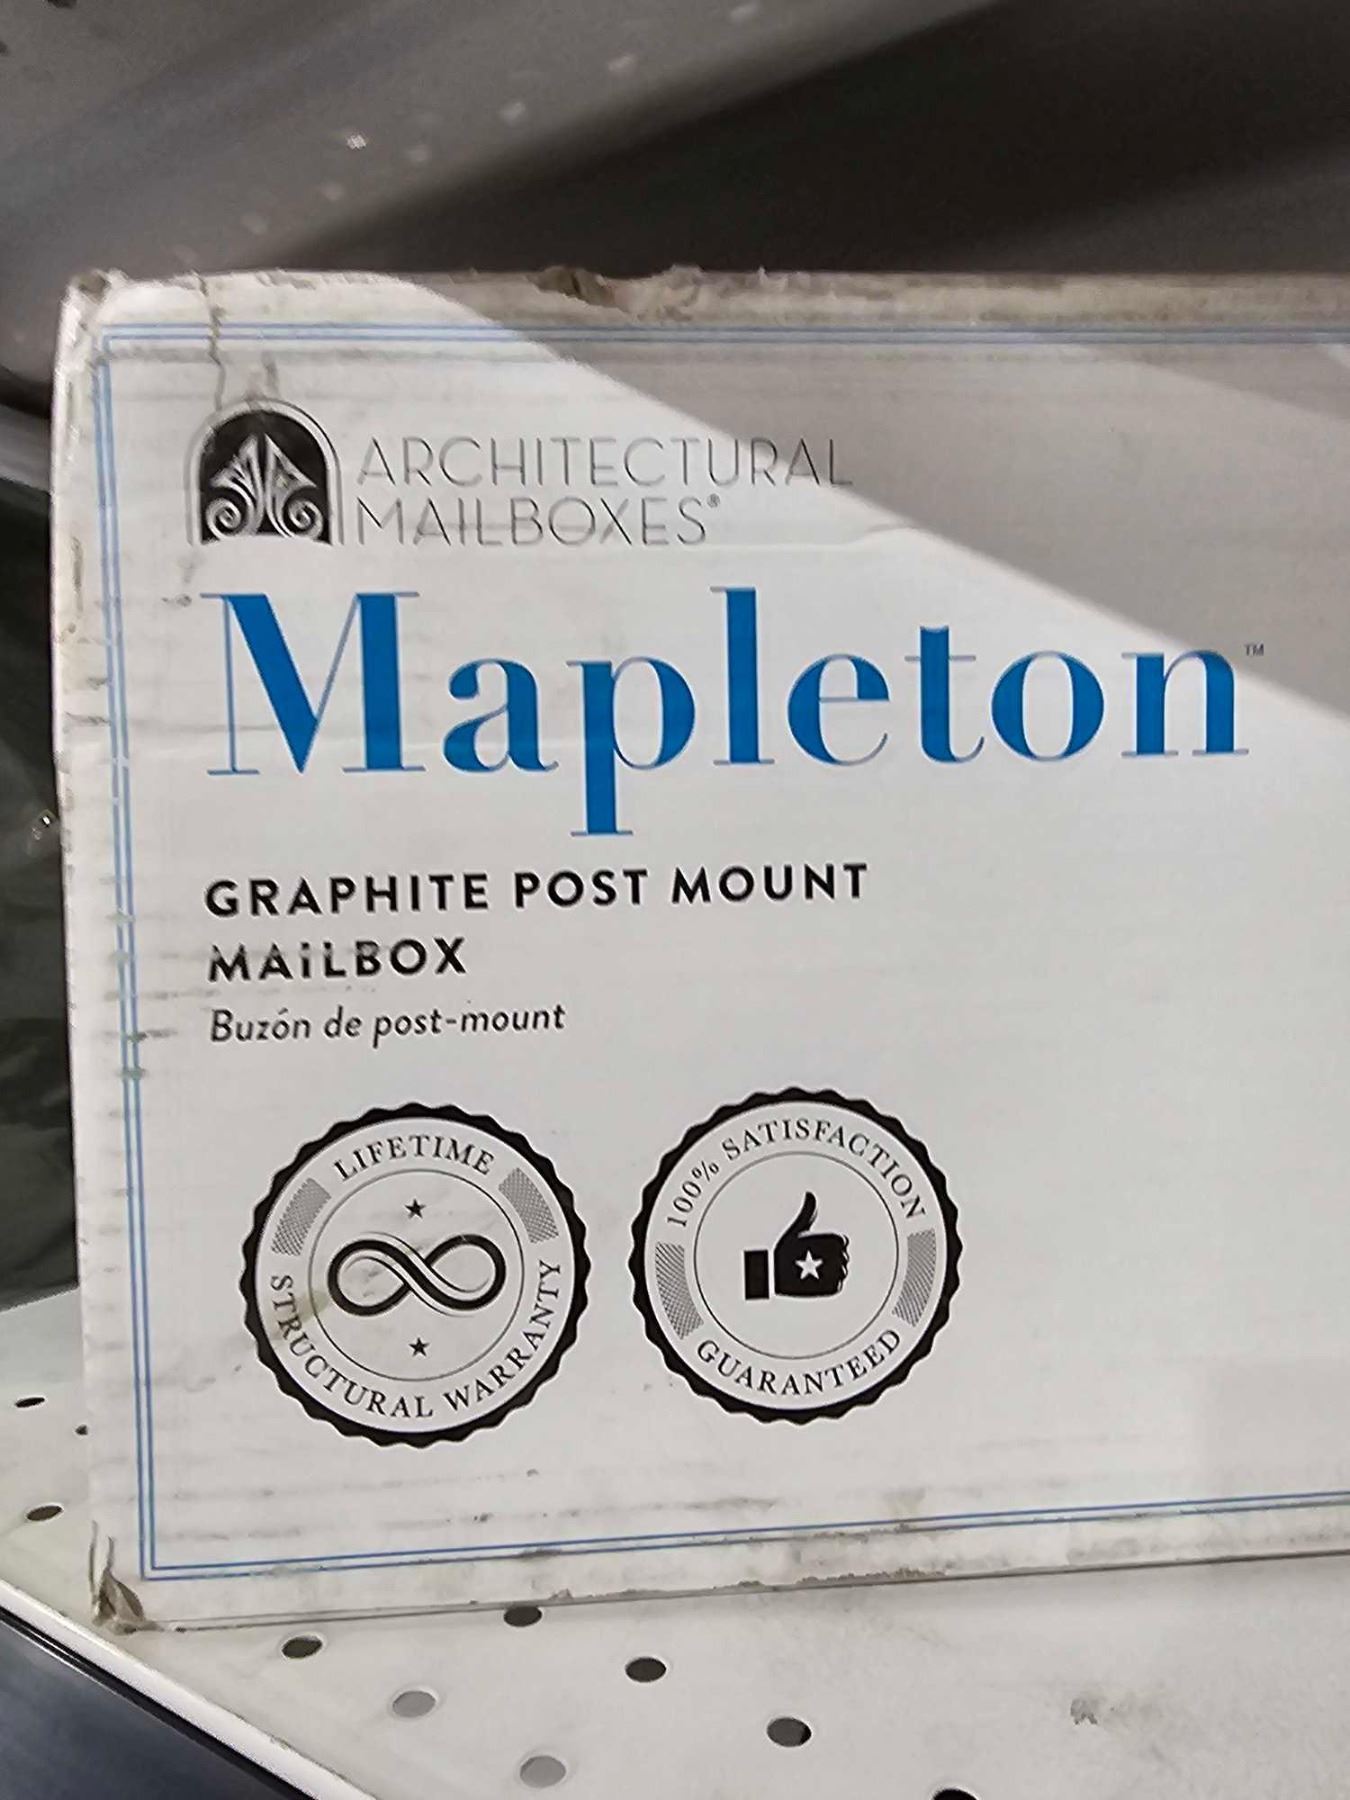 ARCHITECTURAL
MAILBOXES®
Mapleton™
GRAPHITE POST MOUNT
MAILBOX
Buzón de post-mount
LIFETIME
STRUCTURAL WARRANTY
100% SATISFACTION
GUARANTEED